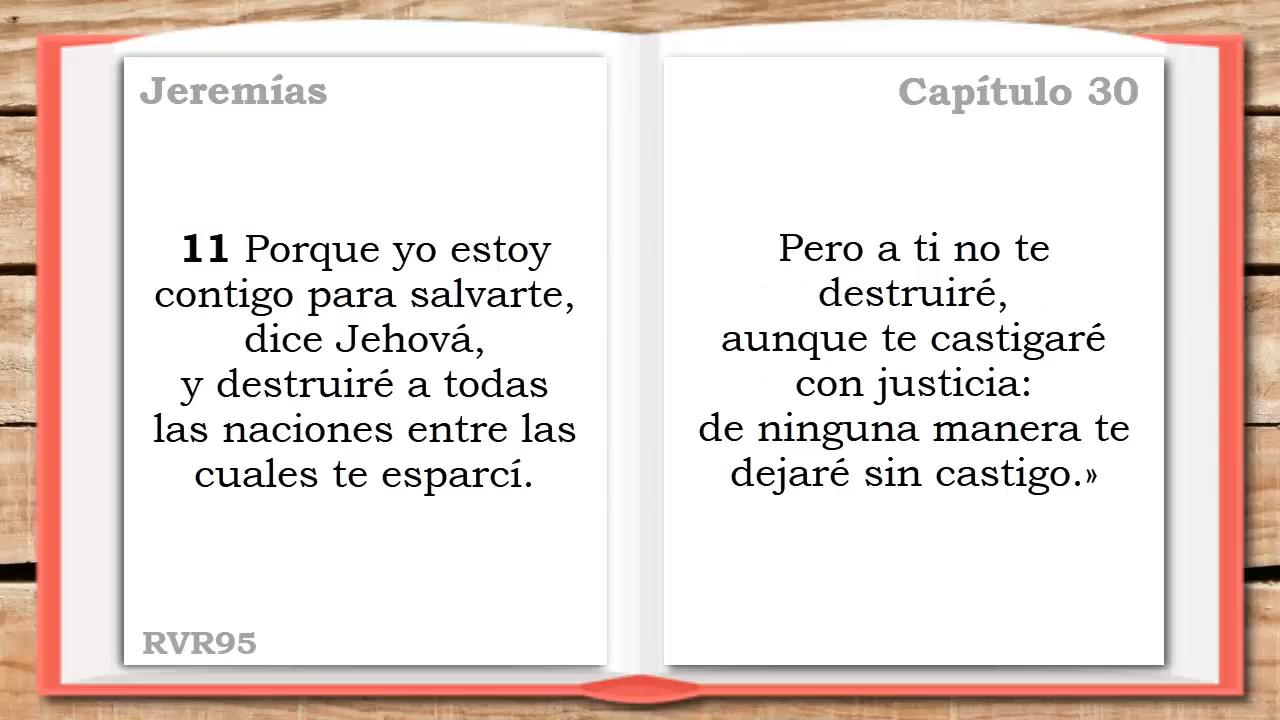 Jeremías
11 Porque yo estoy
contigo para salvarte,
dice Jehová,
y destruiré a todas
las naciones entre las
cuales te esparcí.
RVR95
Capítulo 30
Pero a ti no te
destruiré,
aunque te castigaré
con justicia:
de ninguna manera te
dejaré sin castigo.»